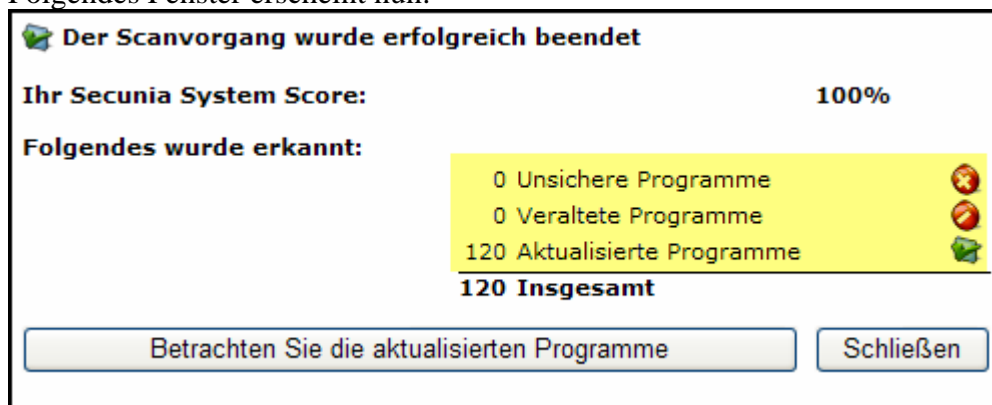 Folgendes Fenster erscheint nun:
Der Scanvorgang wurde erfolgreich beendet
Ihr Secunia System Score: 100%
Folgendes wurde erkannt:
0 Unsichere Programme
0 Veraltete Programme
120 Aktualisierte Programme
120 Insgesamt
Betrachten Sie die aktualisierten Programme Schließen